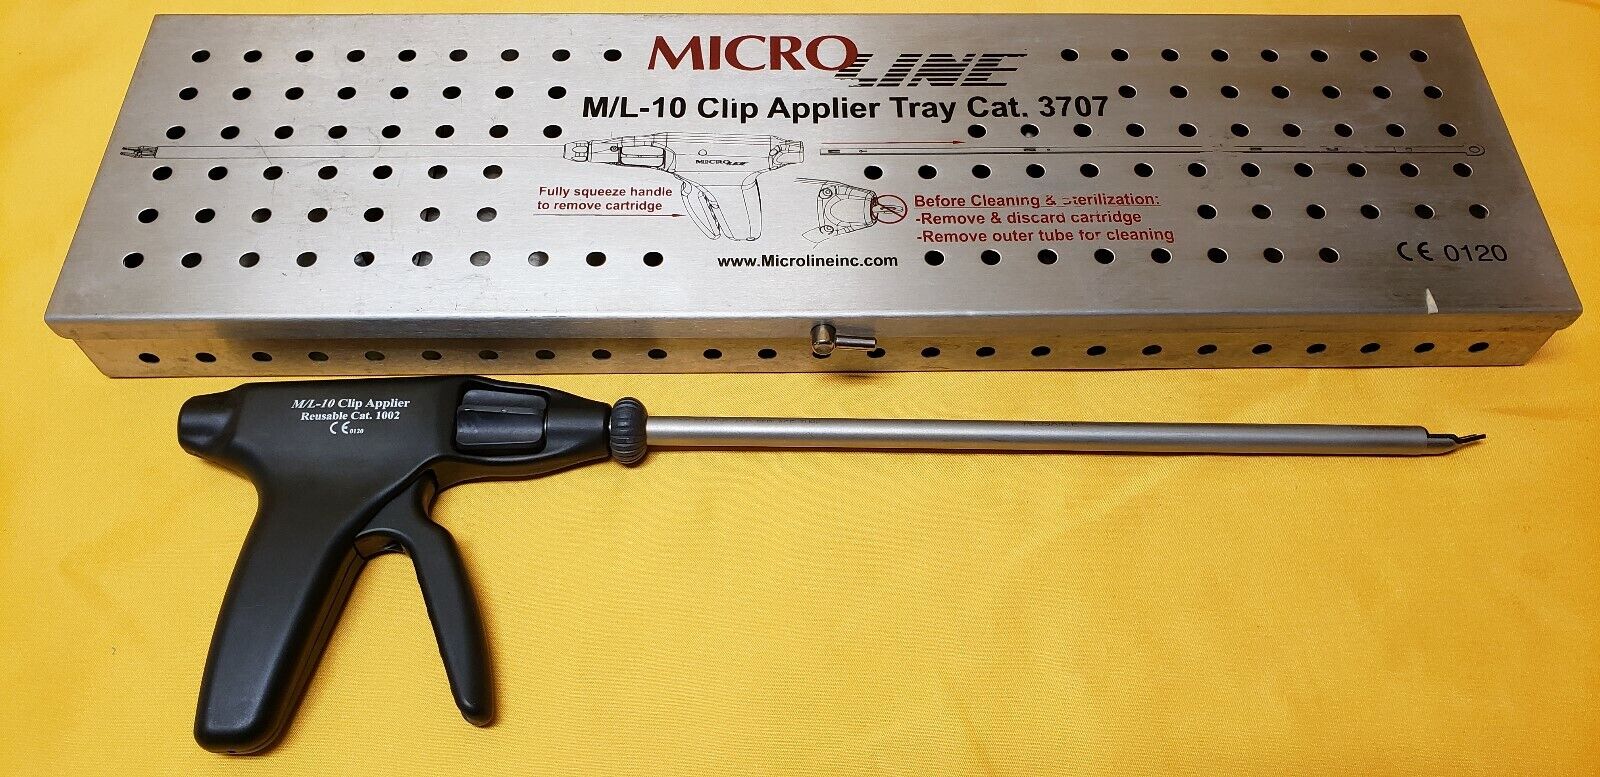 MICRO LINE
M/L-10 Clip Applier Tray Cat. 3707
MICROLINE
Fully squeeze handle
to remove cartridge
Before Cleaning & Sterilization:
-Remove & discard cartridge
-Remove outer tube for cleaning
www.Microlineinc.com
CE 0120
M/L-10 Clip Applier
Reusable Cat. 1002
CE 0120